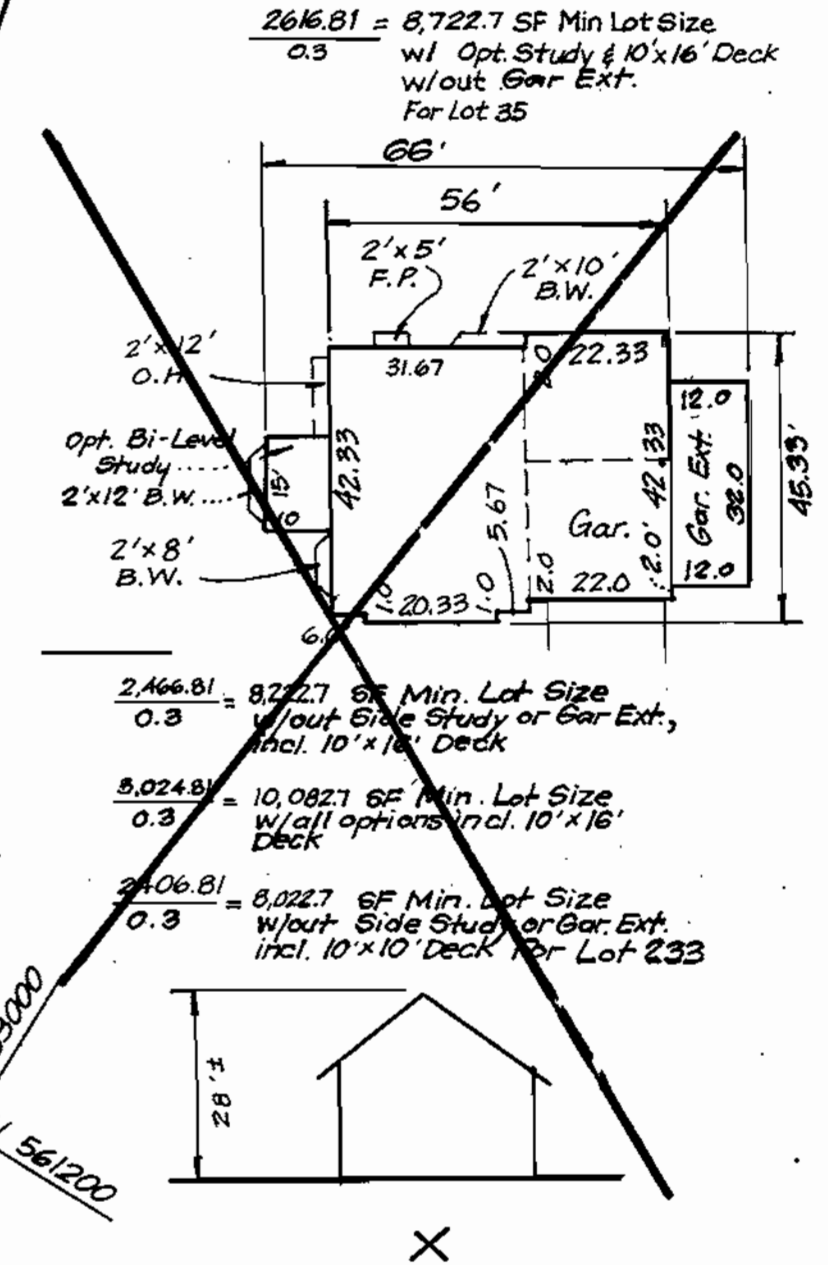 2616.81 = 8,722.7 SF Min Lot Size
0.3
w/ Opt. Study & 10'x16' Deck
w/out Gar Ext.
For Lot 35
66'
56'
2'x5'
F.P.
2'x10'
B.W.
2'x12'
O.H.
31.67
2.0
22.33
12.0
Opt. Bi-Level
Study
2'x12' B.W.
15'
10
42.33
5.67
42.33
Gar. Ext.
32.0
45.33'
Gar.
2'x8'
B.W.
1.0
20.33
1.0
2.0
22.0
2.0'
12.0
2,466.81 = 8,222.7 SF Min. Lot Size
0.3
w/out Side Study or Gar Ext.,
incl. 10'x16' Deck
3,024.81 = 10,082.7 SF Min. Lot Size
0.3
w/all options incl. 10'x16'
Deck
2406.81 = 8,022.7 SF Min. Lot Size
0.3
w/out Side Study or Gar. Ext.
incl. 10'x10' Deck For Lot 233
28'±
561200